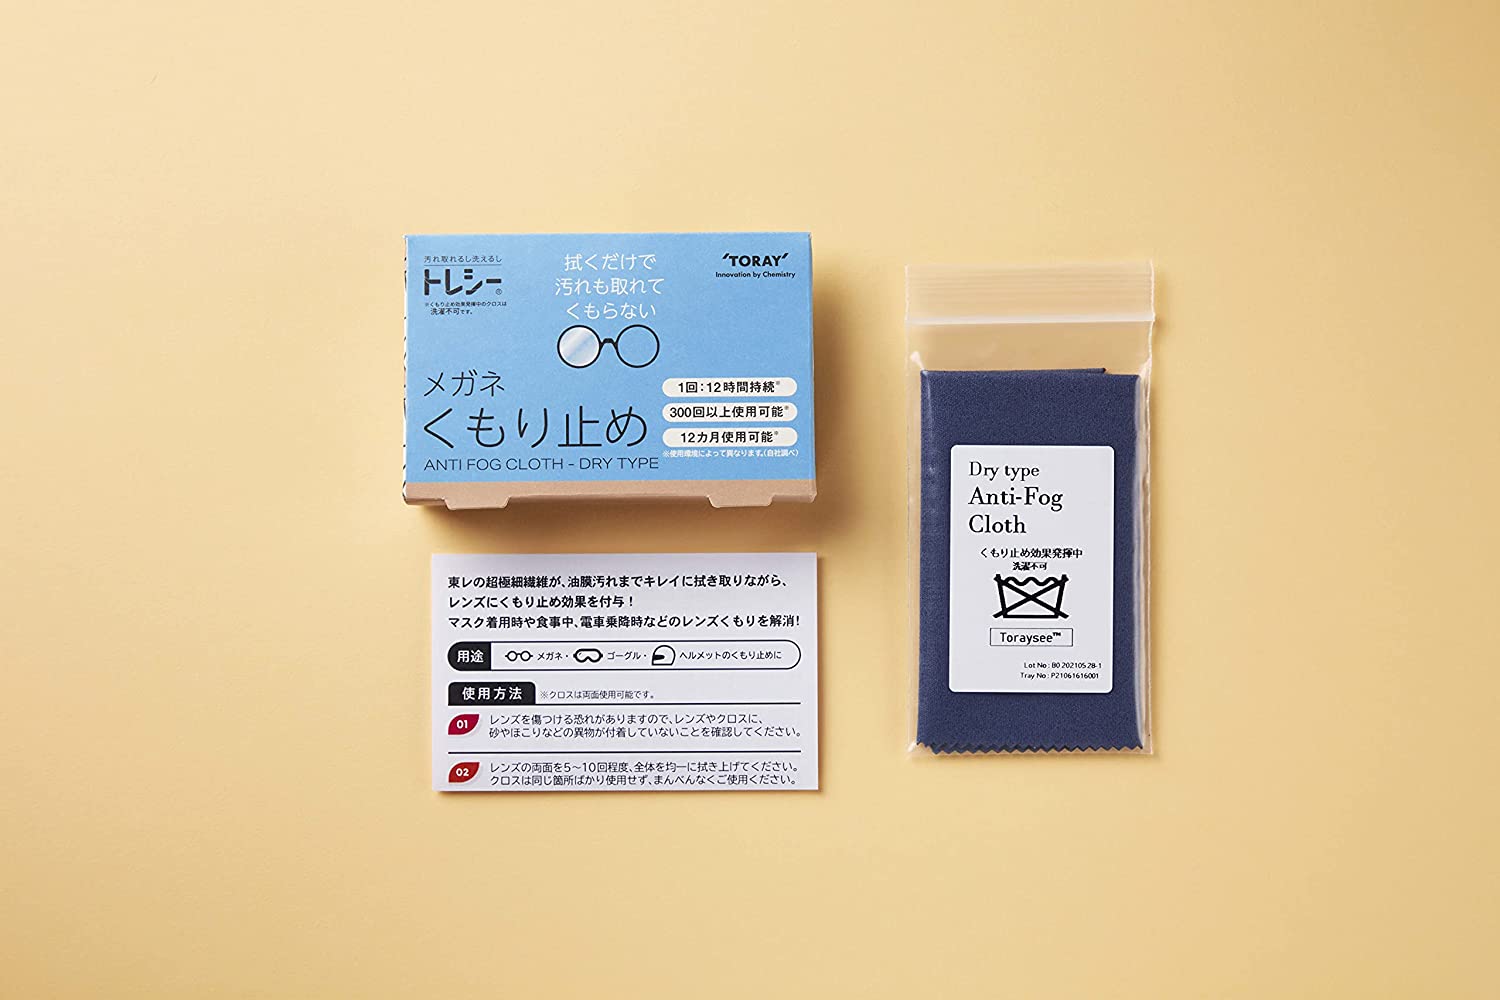 汚れ取れるし洗えるし
トレシー®
※くもり止め効果発揮中のクロスは
洗濯不可です。
拭くだけで
汚れも取れて
くもらない
'TORAY'
Innovation by Chemistry
メガネ
くもり止め
ANTI FOG CLOTH - DRY TYPE
1回:12時間持続※
300回以上使用可能※
12カ月使用可能※
※使用環境によって異なります。(自社調べ)
東レの超極細繊維が、油膜汚れまでキレイに拭き取りながら、
レンズにくもり止め効果を付与!
マスク着用時や食事中、電車乗降時などのレンズくもりを解消!
用途 メガネ・ ゴーグル・ ヘルメットのくもり止めに
使用方法 ※クロスは両面使用可能です。
01 レンズを傷つける恐れがありますので、レンズやクロスに、
砂やほこりなどの異物が付着していないことを確認してください。
02 レンズの両面を5~10回程度、全体を均一に拭き上げてください。
クロスは同じ箇所ばかり使用せず、まんべんなくご使用ください。
Dry type
Anti-Fog
Cloth
くもり止め効果発揮中
洗濯不可
Toraysee™
Lot No : B0 20210528-1
Tray No : P21061616001